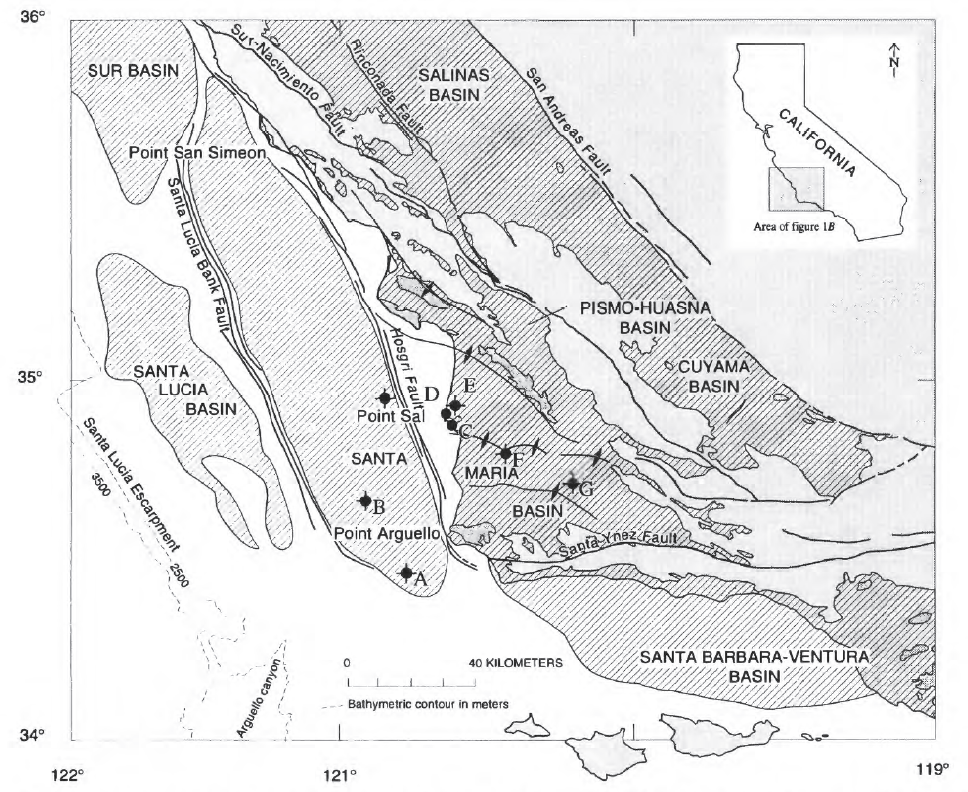 36°
SUR BASIN
Sur-Nacimiento Fault
Rinconada Fault
SALINAS
BASIN
San Andreas Fault
N
CALIFORNIA
Area of figure 1B
Point San Simeon
Santa Lucia Bank Fault
PISMO-HUASNA
BASIN
CUYAMA
BASIN
35°
SANTA
LUCIA
BASIN
Hosgri Fault
D
E
Point Sal
C
SANTA
MARIA
BASIN
F
G
B
Point Arguello
Santa Ynez Fault
A
Santa Lucia Escarpment
3500
2500
SANTA BARBARA-VENTURA
BASIN
0
40 KILOMETERS
Bathymetric contour in meters
Arguello canyon
34°
122°
121°
119°